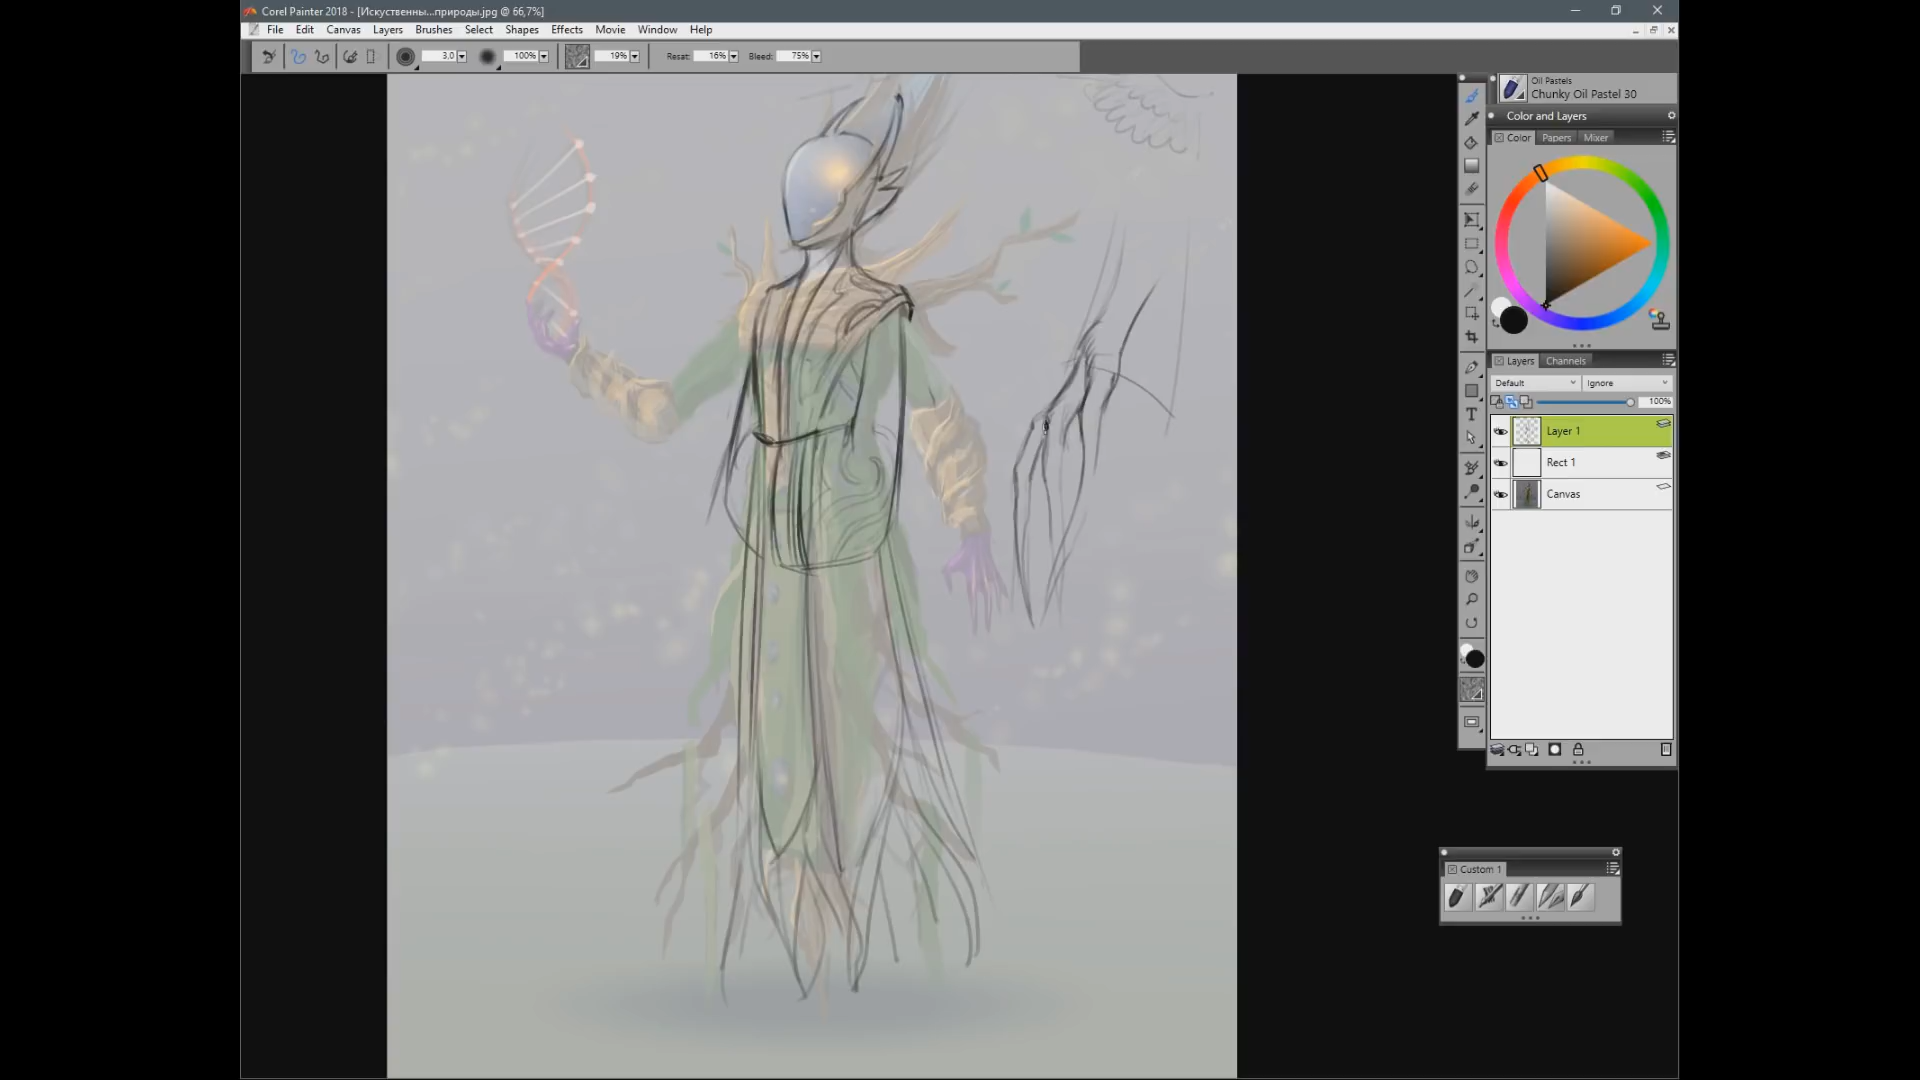 Corel Painter 2018 - [Искуственны...природы.jpg @ 66,7%]
File Edit Canvas Layers Brushes Select Shapes Effects Movie Window Help
3,0 100% 19% Resat: 16% Bleed: 75%
Oil Pastels
Chunky Oil Pastel 30
Color and Layers
Color Papers Mixer
Layers Channels
Default Ignore
100%
Layer 1
Rect 1
Canvas
Custom 1